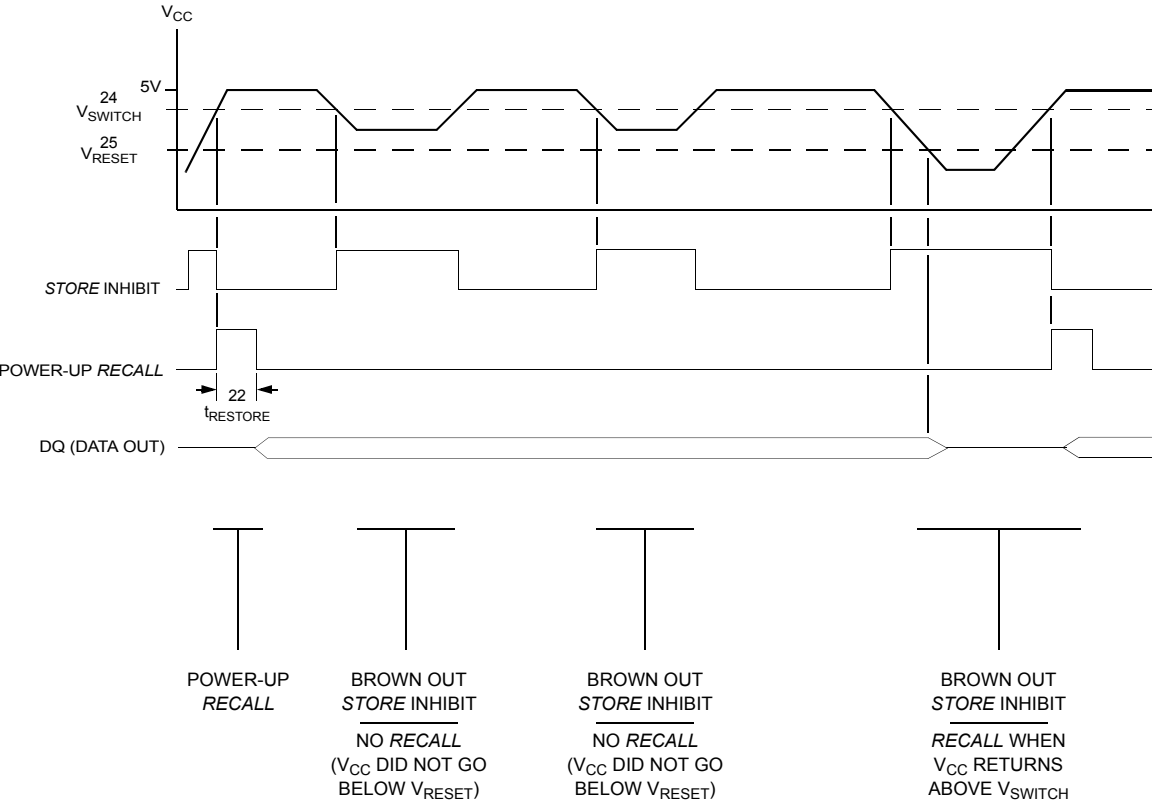 VCC
5V
24
VSWITCH
25
VRESET
STORE INHIBIT
POWER-UP RECALL
22
tRESTORE
DQ (DATA OUT)
POWER-UP
RECALL
BROWN OUT
STORE INHIBIT
NO RECALL
(VCC DID NOT GO
BELOW VRESET)
BROWN OUT
STORE INHIBIT
NO RECALL
(VCC DID NOT GO
BELOW VRESET)
BROWN OUT
STORE INHIBIT
RECALL WHEN
VCC RETURNS
ABOVE VSWITCH